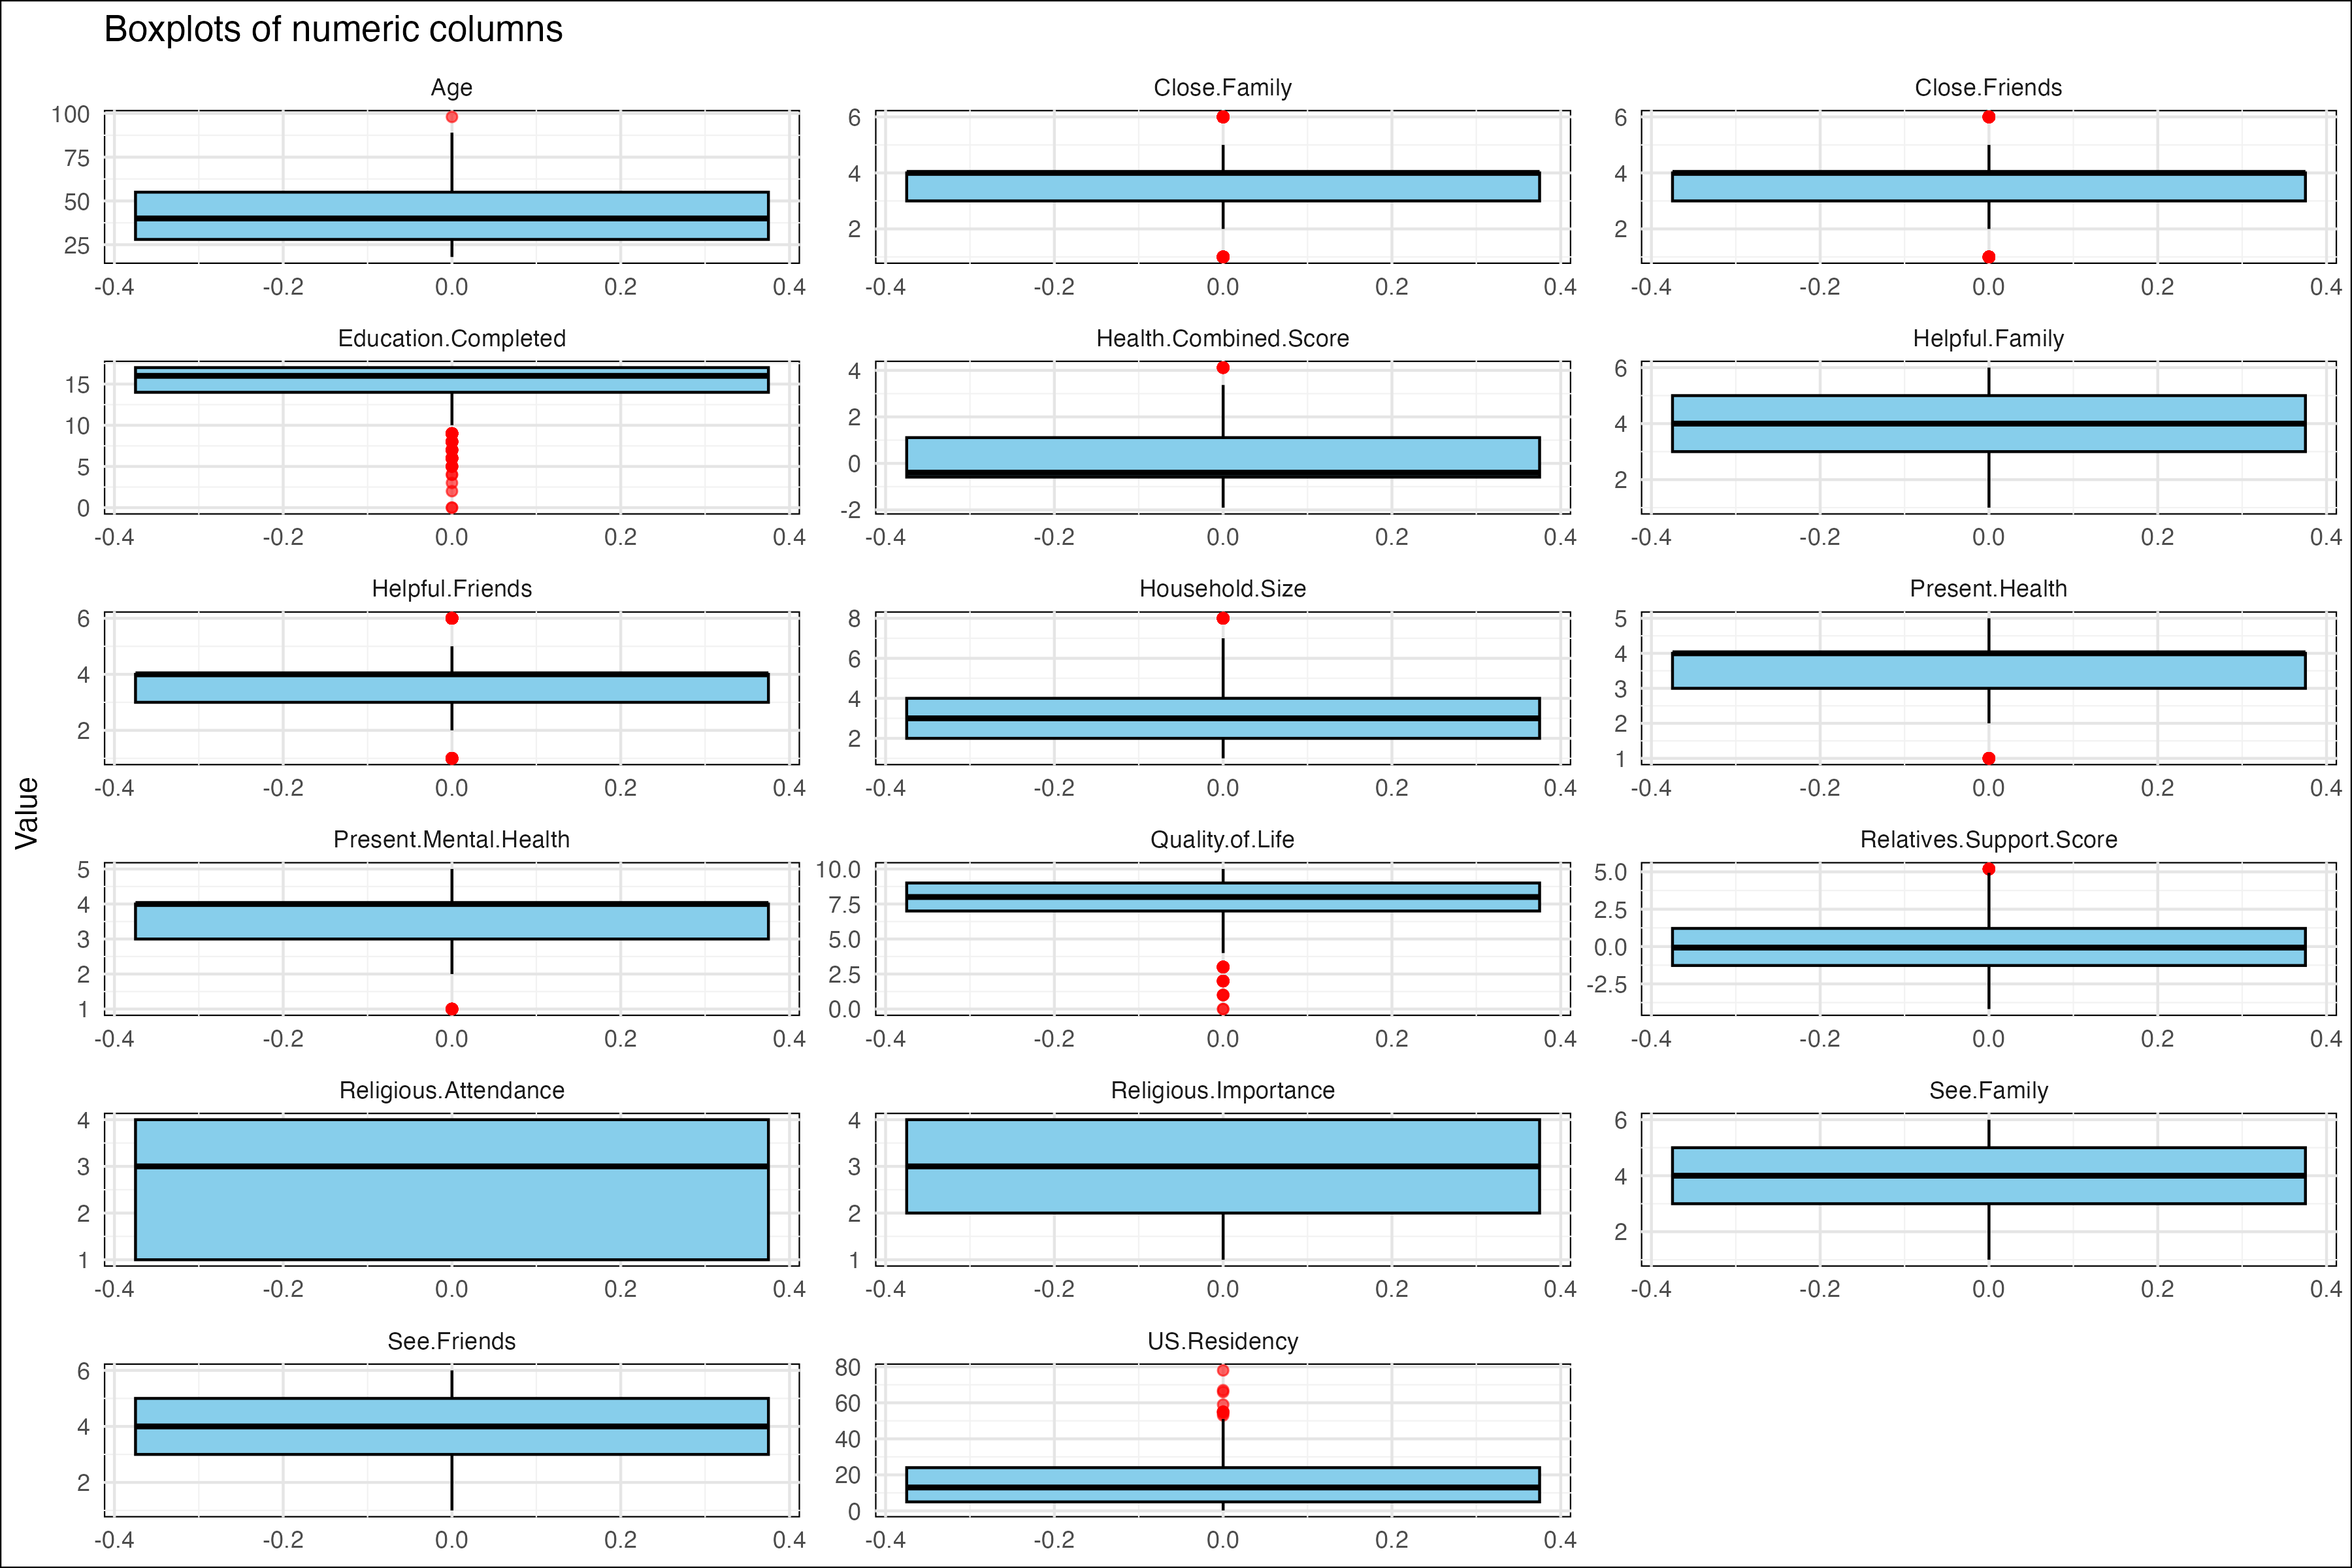 Boxplots of numeric columns
Value
Age
100
75
50
25
-0.4 -0.2 0.0 0.2 0.4
Close.Family
6
4
2
-0.4 -0.2 0.0 0.2 0.4
Close.Friends
6
4
2
-0.4 -0.2 0.0 0.2 0.4
Education.Completed
15
10
5
0
-0.4 -0.2 0.0 0.2 0.4
Health.Combined.Score
4
2
0
-2
-0.4 -0.2 0.0 0.2 0.4
Helpful.Family
6
4
2
-0.4 -0.2 0.0 0.2 0.4
Helpful.Friends
6
4
2
-0.4 -0.2 0.0 0.2 0.4
Household.Size
8
6
4
2
-0.4 -0.2 0.0 0.2 0.4
Present.Health
5
4
3
2
1
-0.4 -0.2 0.0 0.2 0.4
Present.Mental.Health
5
4
3
2
1
-0.4 -0.2 0.0 0.2 0.4
Quality.of.Life
10.0
7.5
5.0
2.5
0.0
-0.4 -0.2 0.0 0.2 0.4
Relatives.Support.Score
5.0
2.5
0.0
-2.5
-0.4 -0.2 0.0 0.2 0.4
Religious.Attendance
4
3
2
1
-0.4 -0.2 0.0 0.2 0.4
Religious.Importance
4
3
2
1
-0.4 -0.2 0.0 0.2 0.4
See.Family
6
4
2
-0.4 -0.2 0.0 0.2 0.4
See.Friends
6
4
2
-0.4 -0.2 0.0 0.2 0.4
US.Residency
80
60
40
20
0
-0.4 -0.2 0.0 0.2 0.4